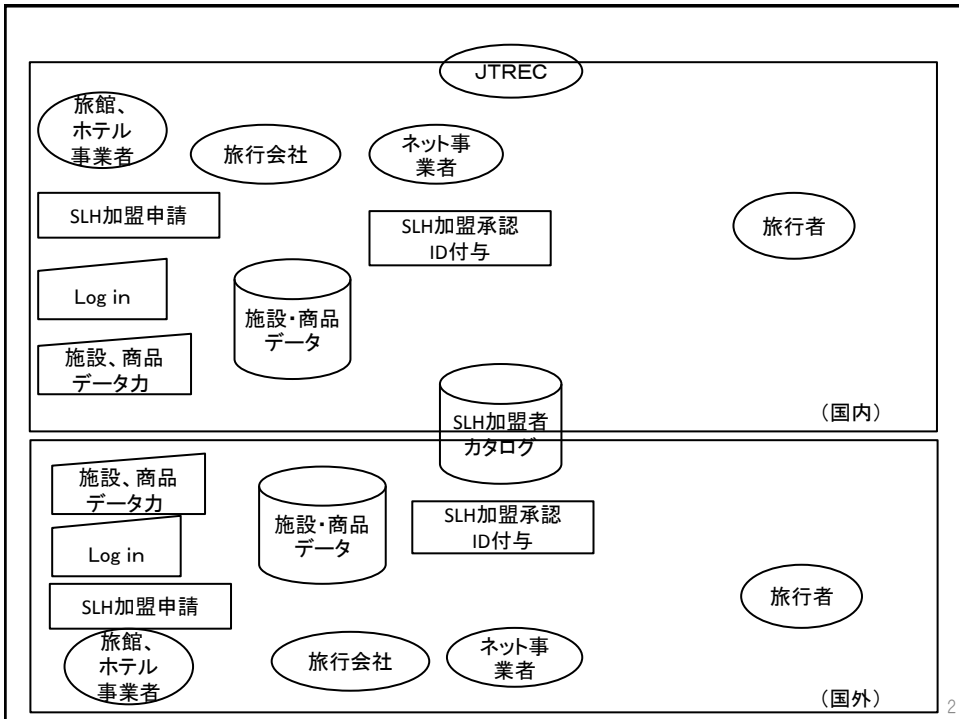 JTREC
旅館、
ホテル
事業者
旅行会社
ネット事
業者
SLH加盟申請
SLH加盟承認
ID付与
旅行者
Log in
施設・商品
データ
施設、商品
データ力
SLH加盟者
カタログ
（国内）
施設、商品
データ力
施設・商品
データ
SLH加盟承認
ID付与
Log in
SLH加盟申請
旅行者
旅館、
ホテル
事業者
旅行会社
ネット事
業者
（国外）
2